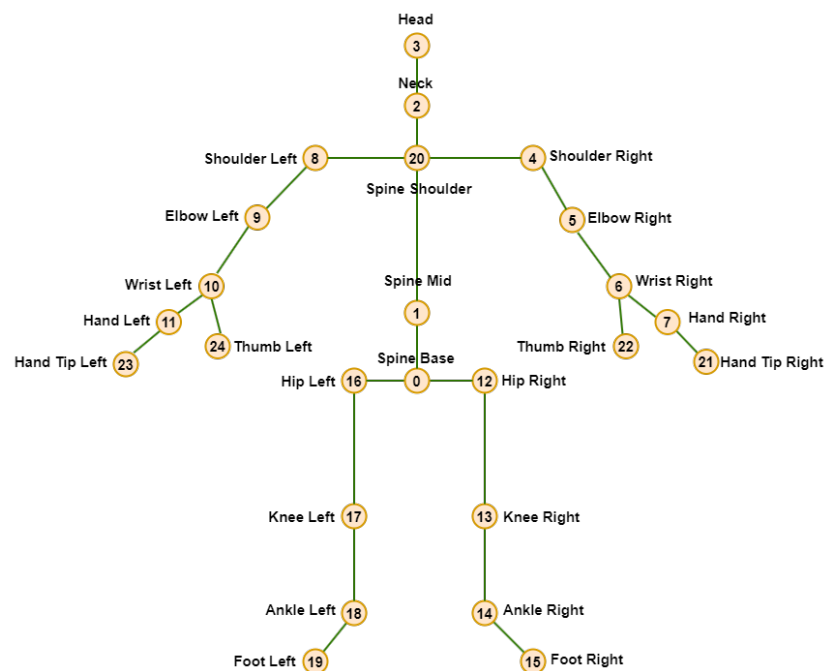 Head
3
Neck
2
Shoulder Left 8 20 4 Shoulder Right
Spine Shoulder
Elbow Left 9 5 Elbow Right
Spine Mid
Wrist Left 10 6 Wrist Right
1
Hand Left 11 7 Hand Right
24 Thumb Left Thumb Right 22
Spine Base
Hand Tip Left 23 21 Hand Tip Right
Hip Left 16 0 12 Hip Right
Knee Left 17 13 Knee Right
Ankle Left 18 14 Ankle Right
Foot Left 19 15 Foot Right